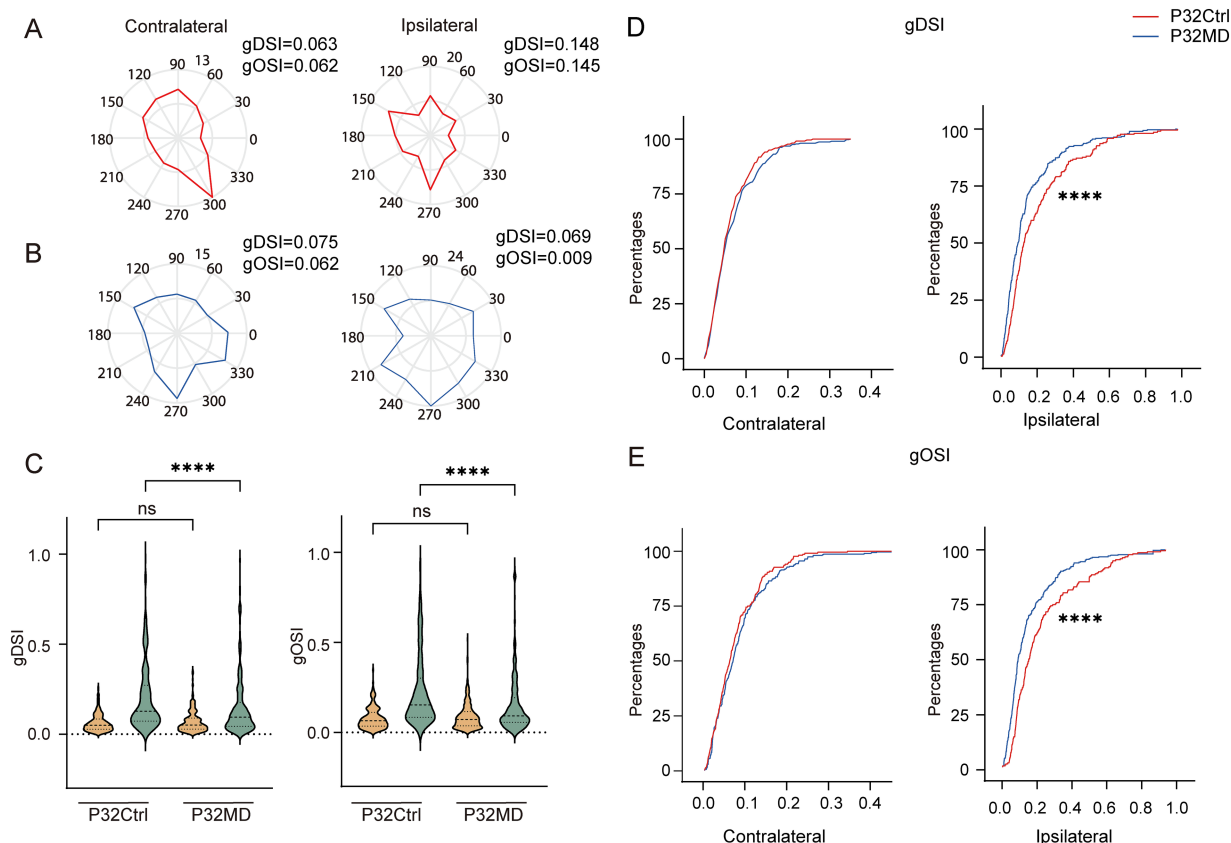 A
Contralateral
gDSI=0.063
gOSI=0.062
90
13
120
60
150
30
180
0
210
330
240
300
270
Ipsilateral
gDSI=0.148
gOSI=0.145
90
20
120
60
150
30
180
0
210
330
240
300
270
B
gDSI=0.075
gOSI=0.062
90
15
120
60
150
30
180
0
210
330
240
300
270
gDSI=0.069
gOSI=0.009
90
24
120
60
150
30
180
0
210
330
240
300
270
C
****
ns
gDSI
1.0
0.5
0.0
P32Ctrl
P32MD
****
ns
gOSI
1.0
0.5
0.0
P32Ctrl
P32MD
D
gDSI
P32Ctrl
P32MD
Percentages
100
75
50
25
0
0.0 0.1 0.2 0.3 0.4
Contralateral
Percentages
100
75
50
25
0
****
0.0 0.2 0.4 0.6 0.8 1.0
Ipsilateral
E
gOSI
Percentages
100
75
50
25
0
0.0 0.1 0.2 0.3 0.4
Contralateral
Percentages
100
75
50
25
0
****
0.0 0.2 0.4 0.6 0.8 1.0
Ipsilateral